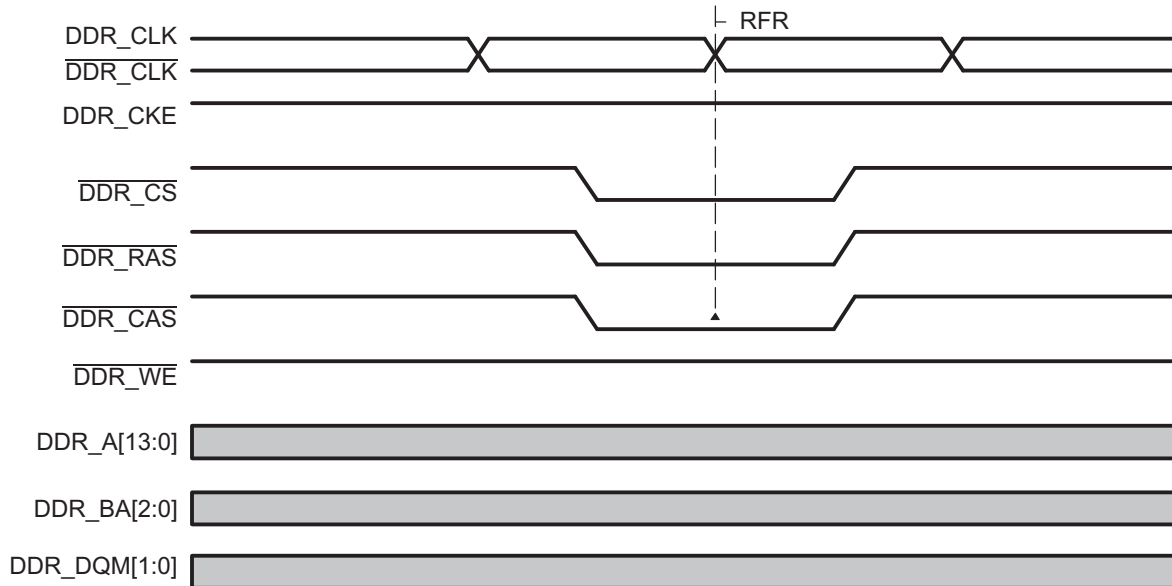 RFR
DDR_CLK
DDR_CLK
DDR_CKE
DDR_CS
DDR_RAS
DDR_CAS
DDR_WE
DDR_A[13:0]
DDR_BA[2:0]
DDR_DQM[1:0]